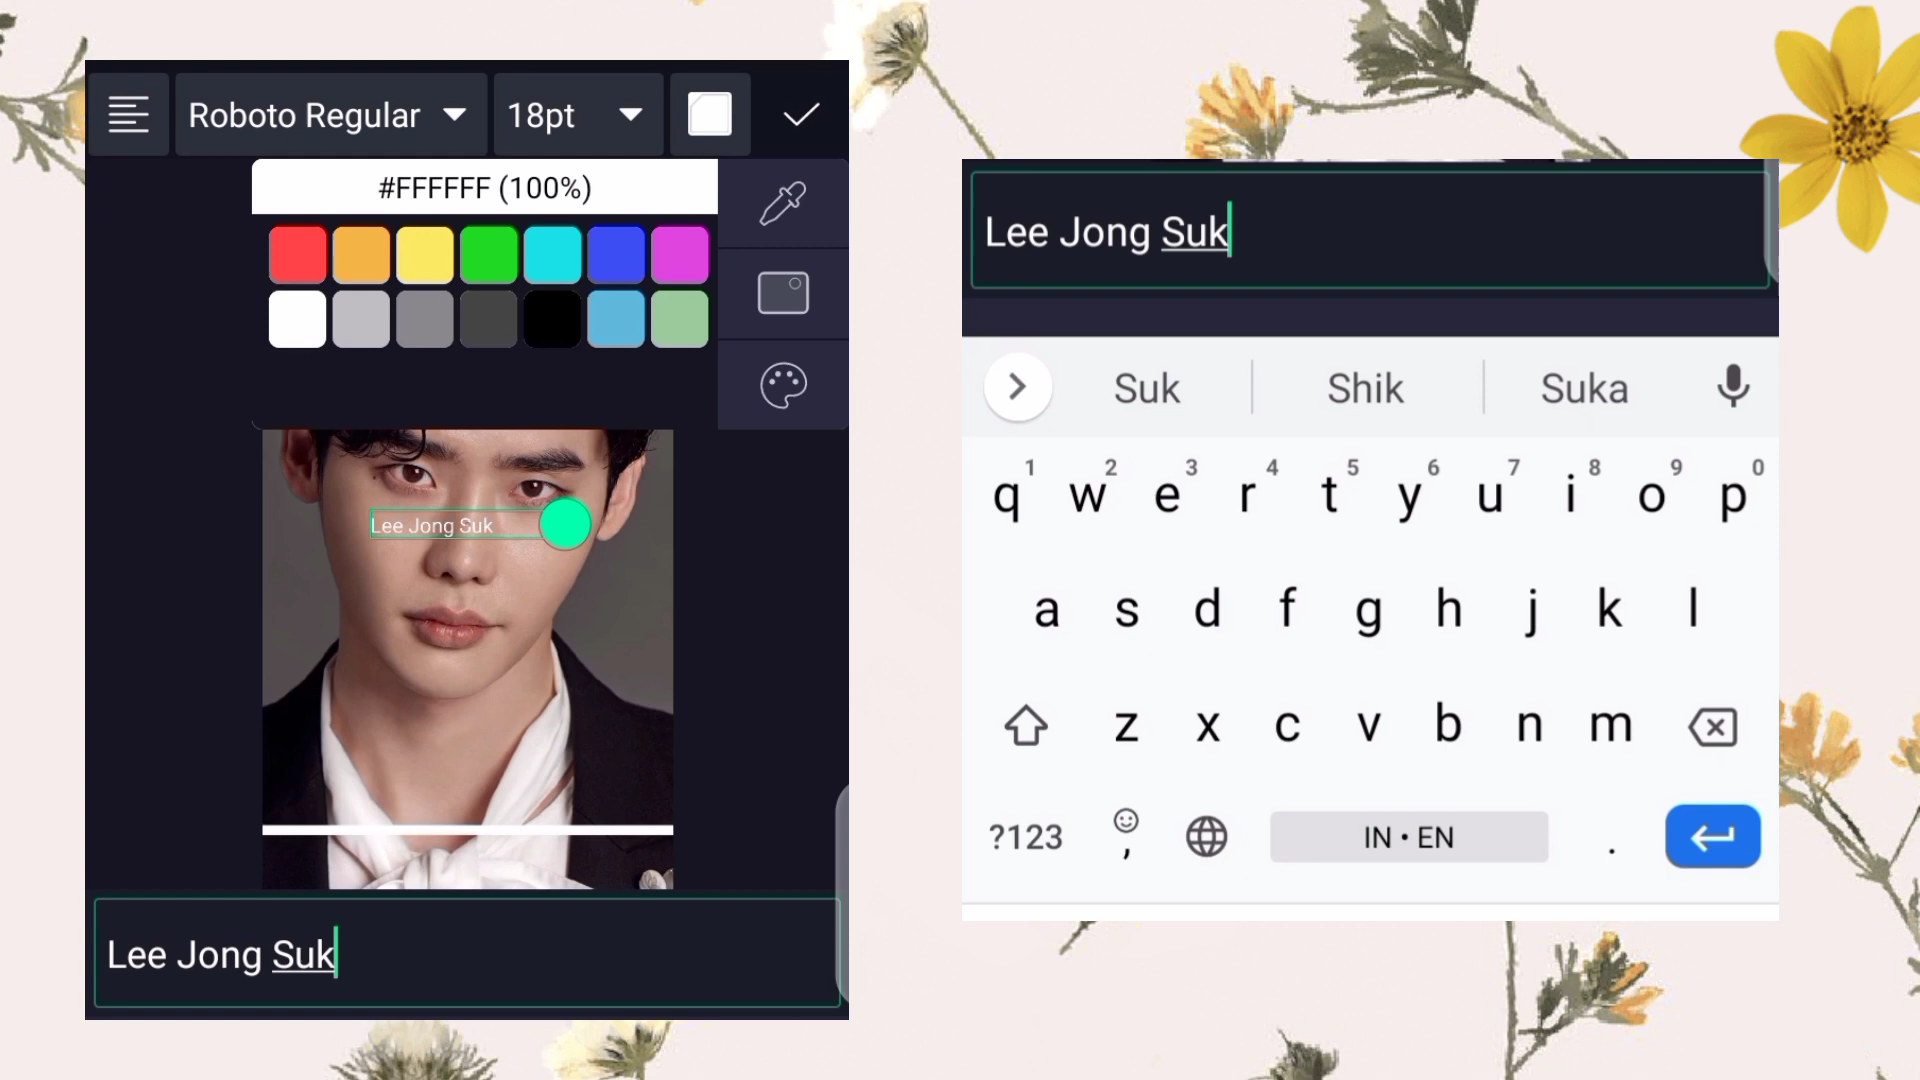 Roboto Regular 18pt
#FFFFFF (100%)
Lee Jong Suk
Lee Jong Suk
Lee Jong Suk
Suk Shik Suka
1 2 3 4 5 6 7 8 9 0
q w e r t y u i o p
a s d f g h j k l
z x c v b n m
?123 , IN • EN .